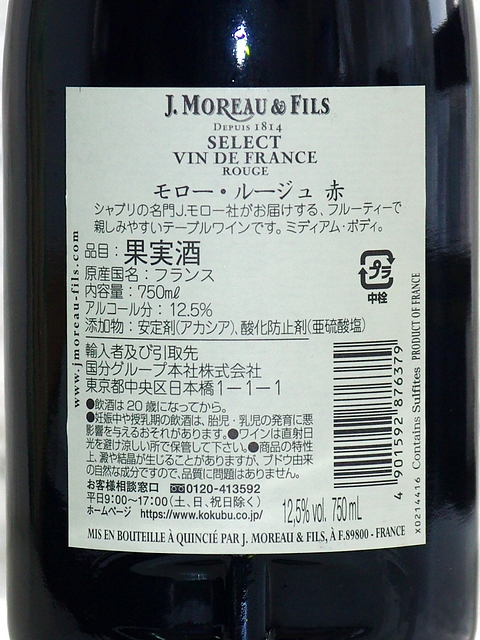 J. MOREAU & FILS
DEPUIS 1814
SELECT
VIN DE FRANCE
ROUGE
モロー・ルージュ 赤
シャブリの名門J.モロー社がお届けする、フルーティーで
親しみやすいテーブルワインです。ミディアム・ボディ。
品目：果実酒
原産国名：フランス
内容量：750mℓ
アルコール分：12.5%
添加物：安定剤(アカシア)、酸化防止剤(亜硫酸塩)
プラ
中栓
輸入者及び引取先
国分グループ本社株式会社
東京都中央区日本橋1－1－1
●飲酒は20歳になってから。
●妊娠中や授乳期の飲酒は、胎児・乳児の発育に悪
影響を与えるおそれがあります。●ワインは直射日
光を避け涼しい所で保管して下さい。●商品の特性
上、澱や結晶が生じることがありますが、ブドウ由来
の自然な成分ですので、品質に問題はありません。
お客様相談窓口 0120-413592
平日9:00～17:00(土、日、祝日除く)
ホームページ https://www.kokubu.co.jp/
12,5% vol. 750 mL
MIS EN BOUTEILLE À QUINCIÉ PAR J. MOREAU & FILS, À F.89800 - FRANCE
www.jmoreau-fils.com
4 901592 876379
X0214416 Contains Sulfites PRODUCT OF FRANCE